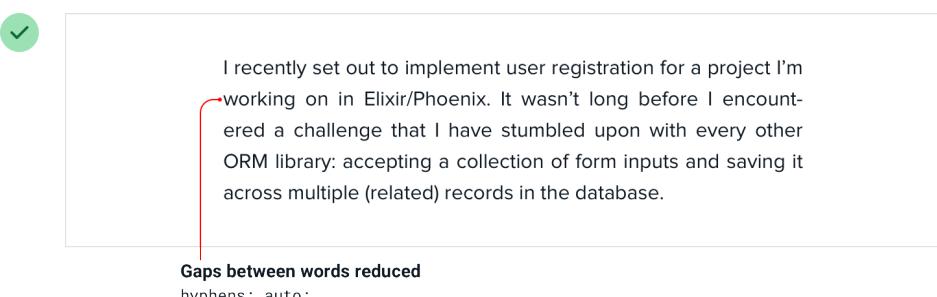 I recently set out to implement user registration for a project I’m
working on in Elixir/Phoenix. It wasn’t long before I encount-
ered a challenge that I have stumbled upon with every other
ORM library: accepting a collection of form inputs and saving it
across multiple (related) records in the database.
Gaps between words reduced
hyphens: auto;